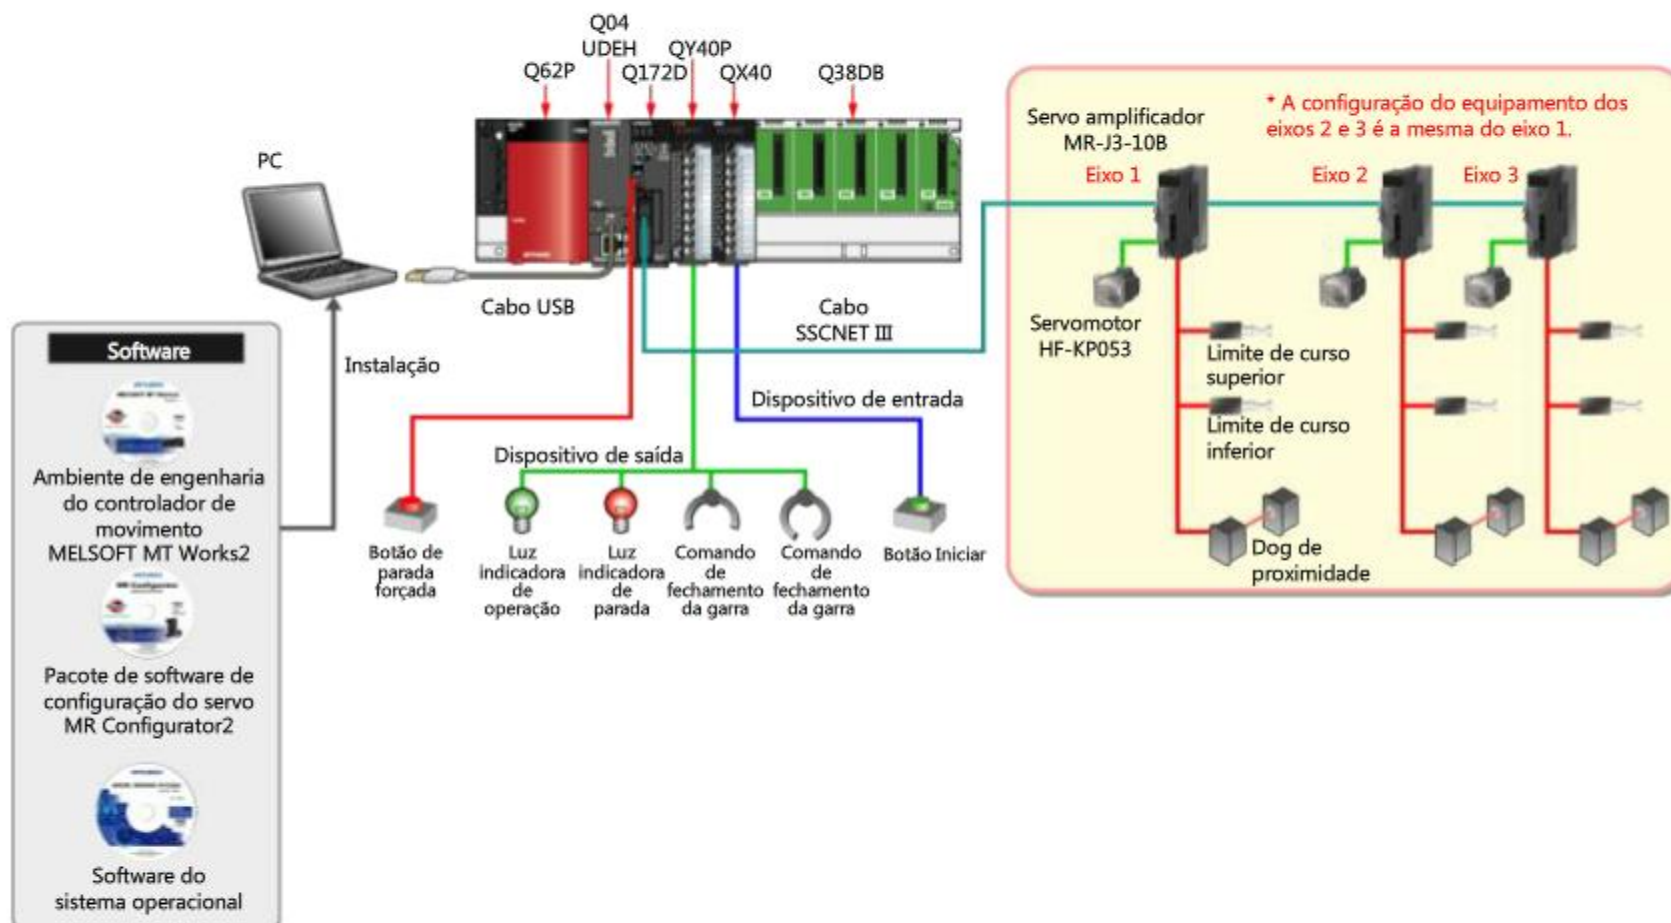 Q04
UDEH
QY40P
Q62P
Q172D
QX40
Q38DB
PC
Cabo USB
Cabo
SSCNET III
Instalação
Software
MELSOFT MT Works2
Ambiente de engenharia
do controlador de
movimento
MELSOFT MT Works2
MR Configurator
Pacote de software de
configuração do servo
MR Configurator2
Software do
sistema operacional
Dispositivo de entrada
Dispositivo de saída
Botão de
parada
forçada
Luz
indicadora
de
operação
Luz
indicadora
de
parada
Comando
de
fechamento
da garra
Comando
de
fechamento
da garra
Botão Iniciar
Servo amplificador
MR-J3-10B
* A configuração do equipamento dos
eixos 2 e 3 é a mesma do eixo 1.
Eixo 1
Eixo 2
Eixo 3
Servomotor
HF-KP053
Limite de curso
superior
Limite de curso
inferior
Dog de
proximidade